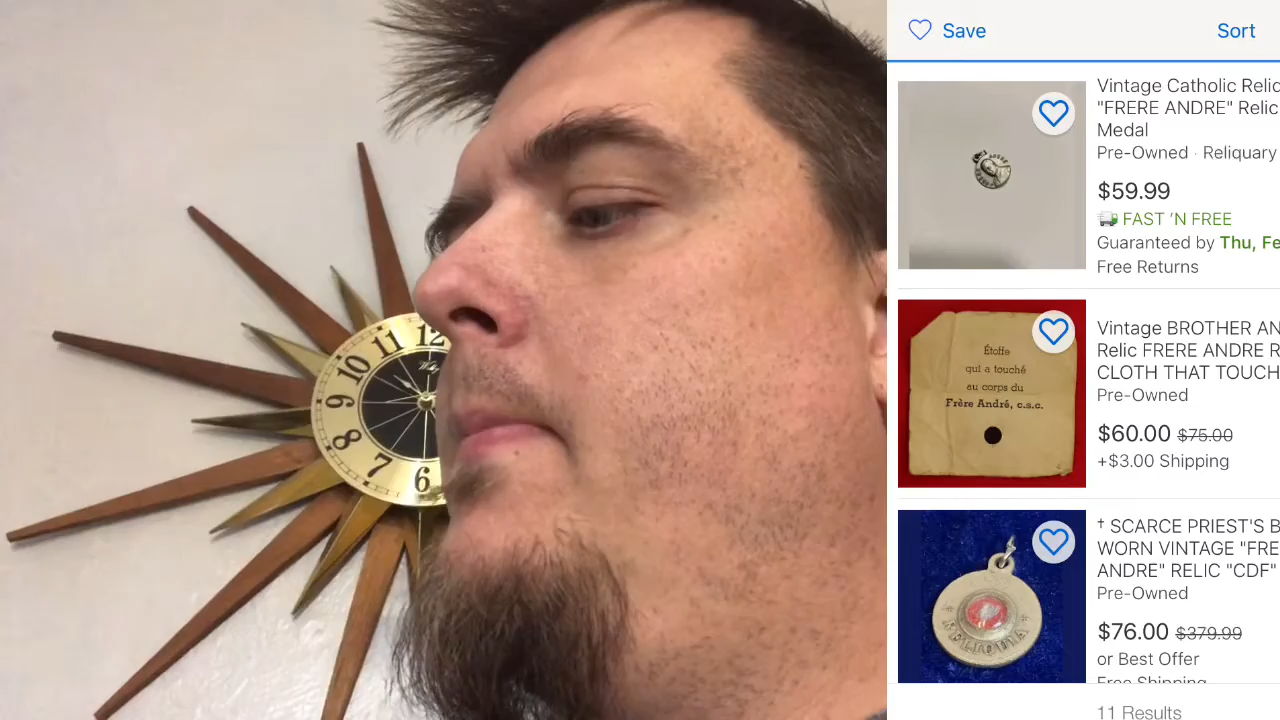 12
11
10
9
8
7
6
Save
Sort
Vintage Catholic Relic
"FRERE ANDRE" Relic
Medal
Pre-Owned · Reliquary
$59.99
FAST 'N FREE
Guaranteed by Thu, Fe
Free Returns
Étoffe
qui a touché
au corps du
Frère André, c.s.c.
Vintage BROTHER AN
Relic FRERE ANDRE R
CLOTH THAT TOUCH
Pre-Owned
$60.00 $75.00
+$3.00 Shipping
RELIQUIA
† SCARCE PRIEST'S B
WORN VINTAGE "FRE
ANDRE" RELIC "CDF"
Pre-Owned
$76.00 $379.99
or Best Offer
Free Shipping
11 Results